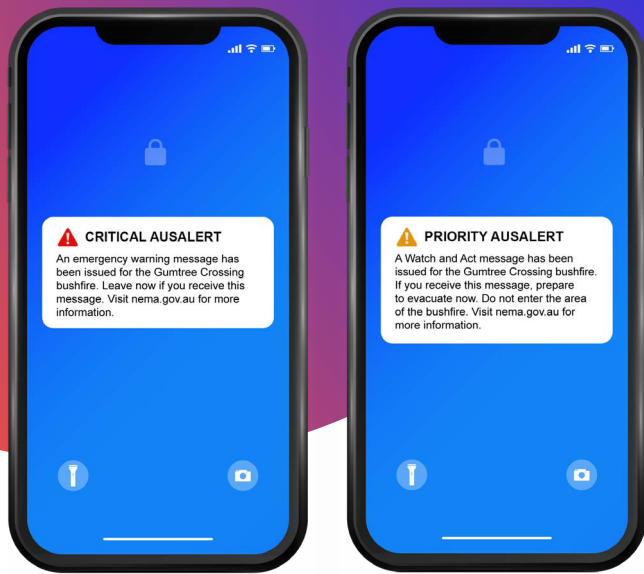 CRITICAL AUSALERT
An emergency warning message has
been issued for the Gumtree Crossing
bushfire. Leave now if you receive this
message. Visit nema.gov.au for more
information.
PRIORITY AUSALERT
A Watch and Act message has been
issued for the Gumtree Crossing bushfire.
If you receive this message, prepare
to evacuate now. Do not enter the area
of the bushfire. Visit nema.gov.au for
more information.